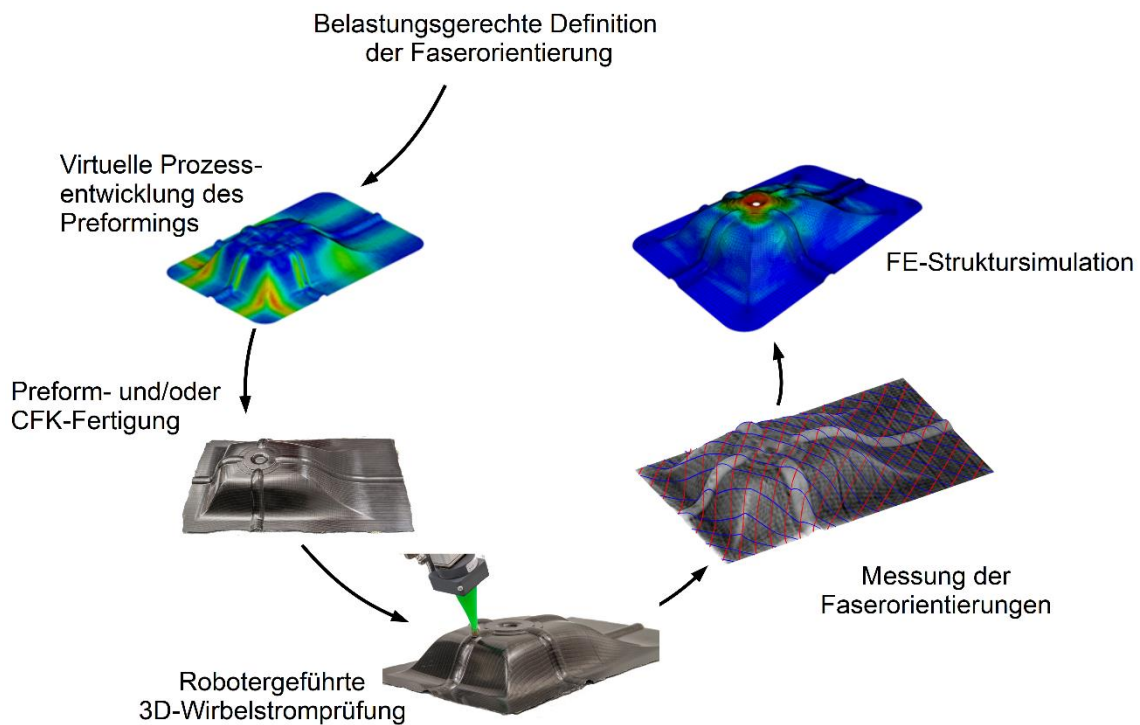 Belastungsgerechte Definition
der Faserorientierung
Virtuelle Prozess-
entwicklung des
Preformings
FE-Struktursimulation
Preform- und/oder
CFK-Fertigung
Messung der
Faserorientierungen
Robotergeführte
3D-Wirbelstromprüfung